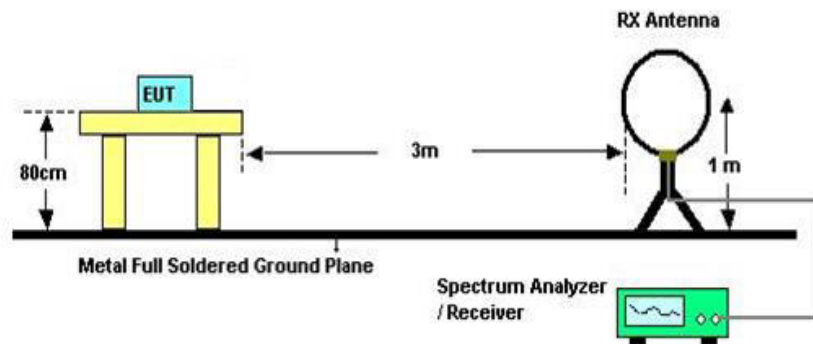 RX Antenna
EUT
3m
80cm
1 m
Metal Full Soldered Ground Plane
Spectrum Analyzer
/ Receiver